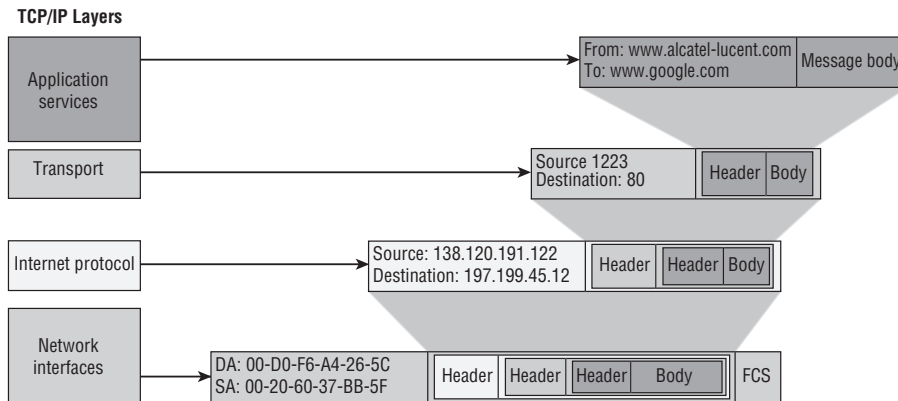 TCP/IP Layers
Application
services
From: www.alcatel-lucent.com
To: www.google.com
Message body
Transport
Source 1223
Destination: 80
Header
Body
Internet protocol
Source: 138.120.191.122
Destination: 197.199.45.12
Header
Header
Body
Network
interfaces
DA: 00-D0-F6-A4-26-5C
SA: 00-20-60-37-BB-5F
Header
Header
Header
Body
FCS